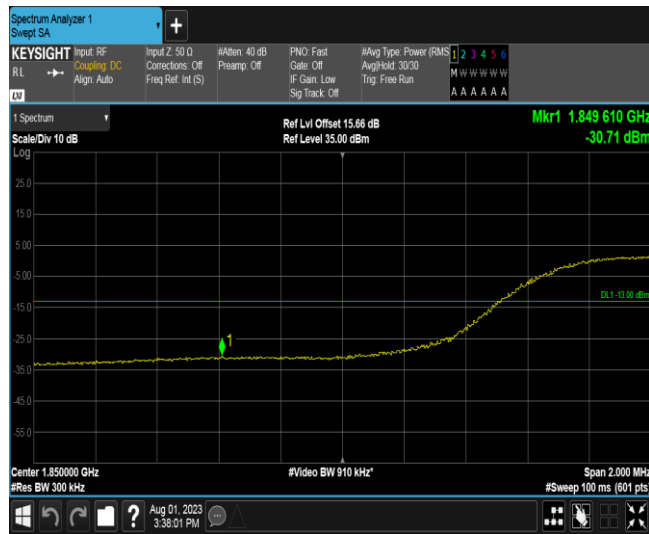 Spectrum Analyzer 1
Swept SA
+
KEYSIGHT
RL
LXI
Input: RF
Coupling: DC
Align: Auto
Input Z: 50 Ω
Corrections: Off
Freq Ref: Int (S)
#Atten: 40 dB
Preamp: Off
PNO: Fast
Gate: Off
IF Gain: Low
Sig Track: Off
#Avg Type: Power (RMS
Avg|Hold: 30/30
Trig: Free Run
1 2 3 4 5 6
M W W W W W
A A A A A A
1 Spectrum
Scale/Div 10 dB
Log
Ref Lvl Offset 15.66 dB
Ref Level 35.00 dBm
Mkr1 1.849 610 GHz
-30.71 dBm
25.0
15.0
5.00
-5.00
DL1 -13.00 dBm
-15.0
-25.0
1
-35.0
-45.0
-55.0
Center 1.850000 GHz
#Res BW 300 kHz
#Video BW 910 kHz*
Span 2.000 MHz
#Sweep 100 ms (601 pts)
?
Aug 01, 2023
3:38:01 PM